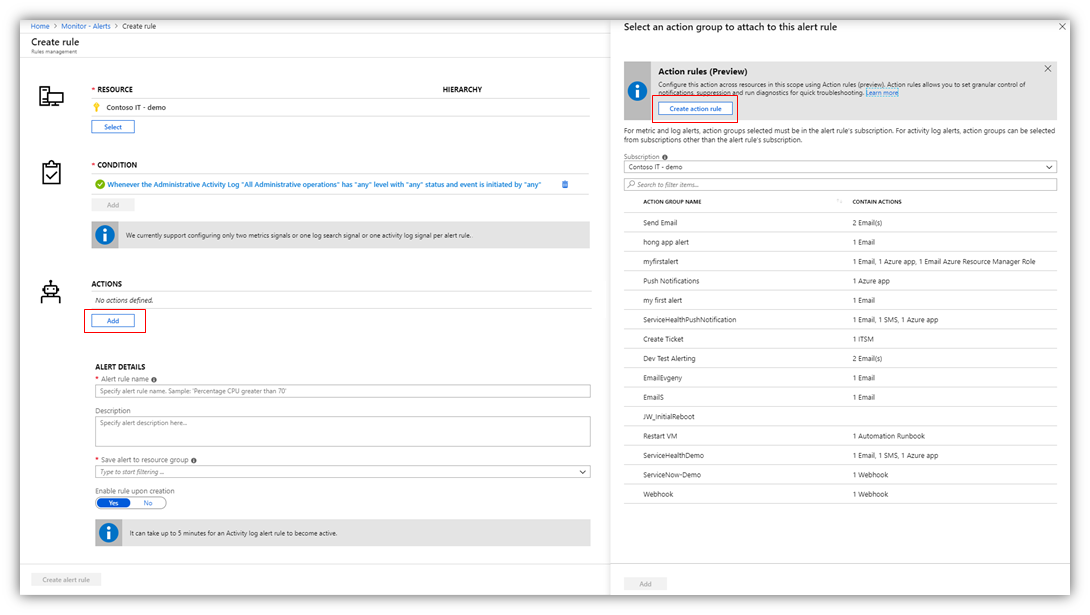 Home > Monitor - Alerts > Create rule
Create rule
Rules management
* RESOURCE
HIERARCHY
Contoso IT - demo
Select
* CONDITION
Whenever the Administrative Activity Log "All Administrative operations" has "any" level with "any" status and event is initiated by "any"
Add
We currently support configuring only two metrics signals or one log search signal or one activity log signal per alert rule.
ACTIONS
No actions defined.
Add
ALERT DETAILS
* Alert rule name
Specify alert rule name. Sample: 'Percentage CPU greater than 70'
Description
Specify alert description here...
* Save alert to resource group
Type to start filtering ...
Enable rule upon creation
Yes No
It can take up to 5 minutes for an Activity log alert rule to become active.
Create alert rule
Select an action group to attach to this alert rule
Action rules (Preview)
Configure this action across resources in this scope using Action rules (preview). Action rules allows you to set granular control of
notifications, suppression and run diagnostics for quick troubleshooting. Learn more
Create action rule
For metric and log alerts, action groups selected must be in the alert rule's subscription. For activity log alerts, action groups can be selected
from subscriptions other than the alert rule's subscription.
Subscription
Contoso IT - demo
Search to filter items...
ACTION GROUP NAME CONTAIN ACTIONS
Send Email 2 Email(s)
hong app alert 1 Email
myfirstalert 1 Email, 1 Azure app, 1 Email Azure Resource Manager Role
Push Notifications 1 Azure app
my first alert 1 Email
ServiceHealthPushNotification 1 Email, 1 SMS, 1 Azure app
Create Ticket 1 ITSM
Dev Test Alerting 2 Email(s)
EmailEvgeny 1 Email
EmailS 1 Email
JW_InitialReboot
Restart VM 1 Automation Runbook
ServiceHealthDemo 1 Email, 1 SMS, 1 Azure app
ServiceNow-Demo 1 Webhook
Webhook 1 Webhook
Add